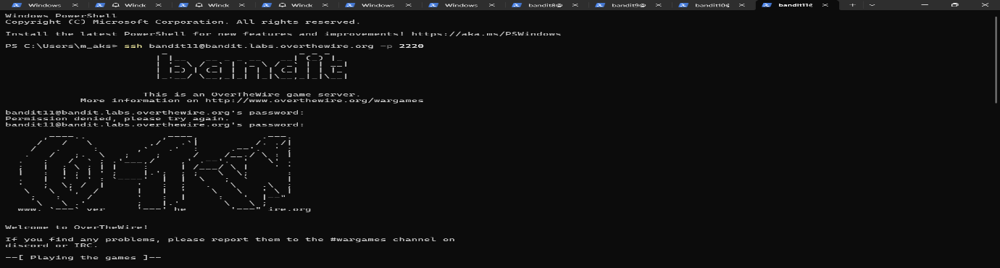 Windows Wind Wind Wind Windows Windows bandit8@ bandit9@ bandit10@ bandit11@
Windows PowerShell
Copyright (C) Microsoft Corporation. All rights reserved.
Install the latest PowerShell for new features and improvements! https://aka.ms/PSWindows
PS C:\Users\m_aks> ssh bandit11@bandit.labs.overthewire.org -p 2220
bandit
This is an OverTheWire game server.
More information on http://www.overthewire.org/wargames
bandit11@bandit.labs.overthewire.org's password:
Permission denied, please try again.
bandit11@bandit.labs.overthewire.org's password:
www. ver he ire.org
Welcome to OverTheWire!
If you find any problems, please report them to the #wargames channel on
discord or IRC.
--[ Playing the games ]--